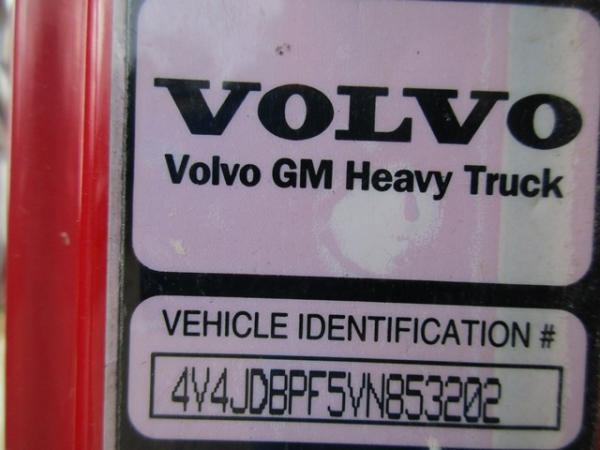 VOLVO
Volvo GM Heavy Truck
VEHICLE IDENTIFICATION #
4V4JDBPF5VN853202